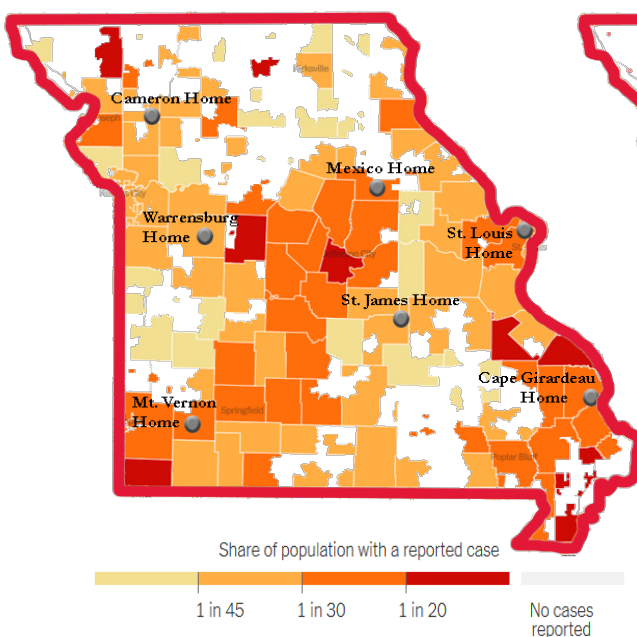 Kirksville
Cameron Home
Mexico Home
Warrensburg
Home
St. Louis
Home
St. James Home
Cape Girardeau
Home
Mt. Vernon
Home
Springfield
Poplar Bluff
Share of population with a reported case
1 in 45
1 in 30
1 in 20
No cases
reported